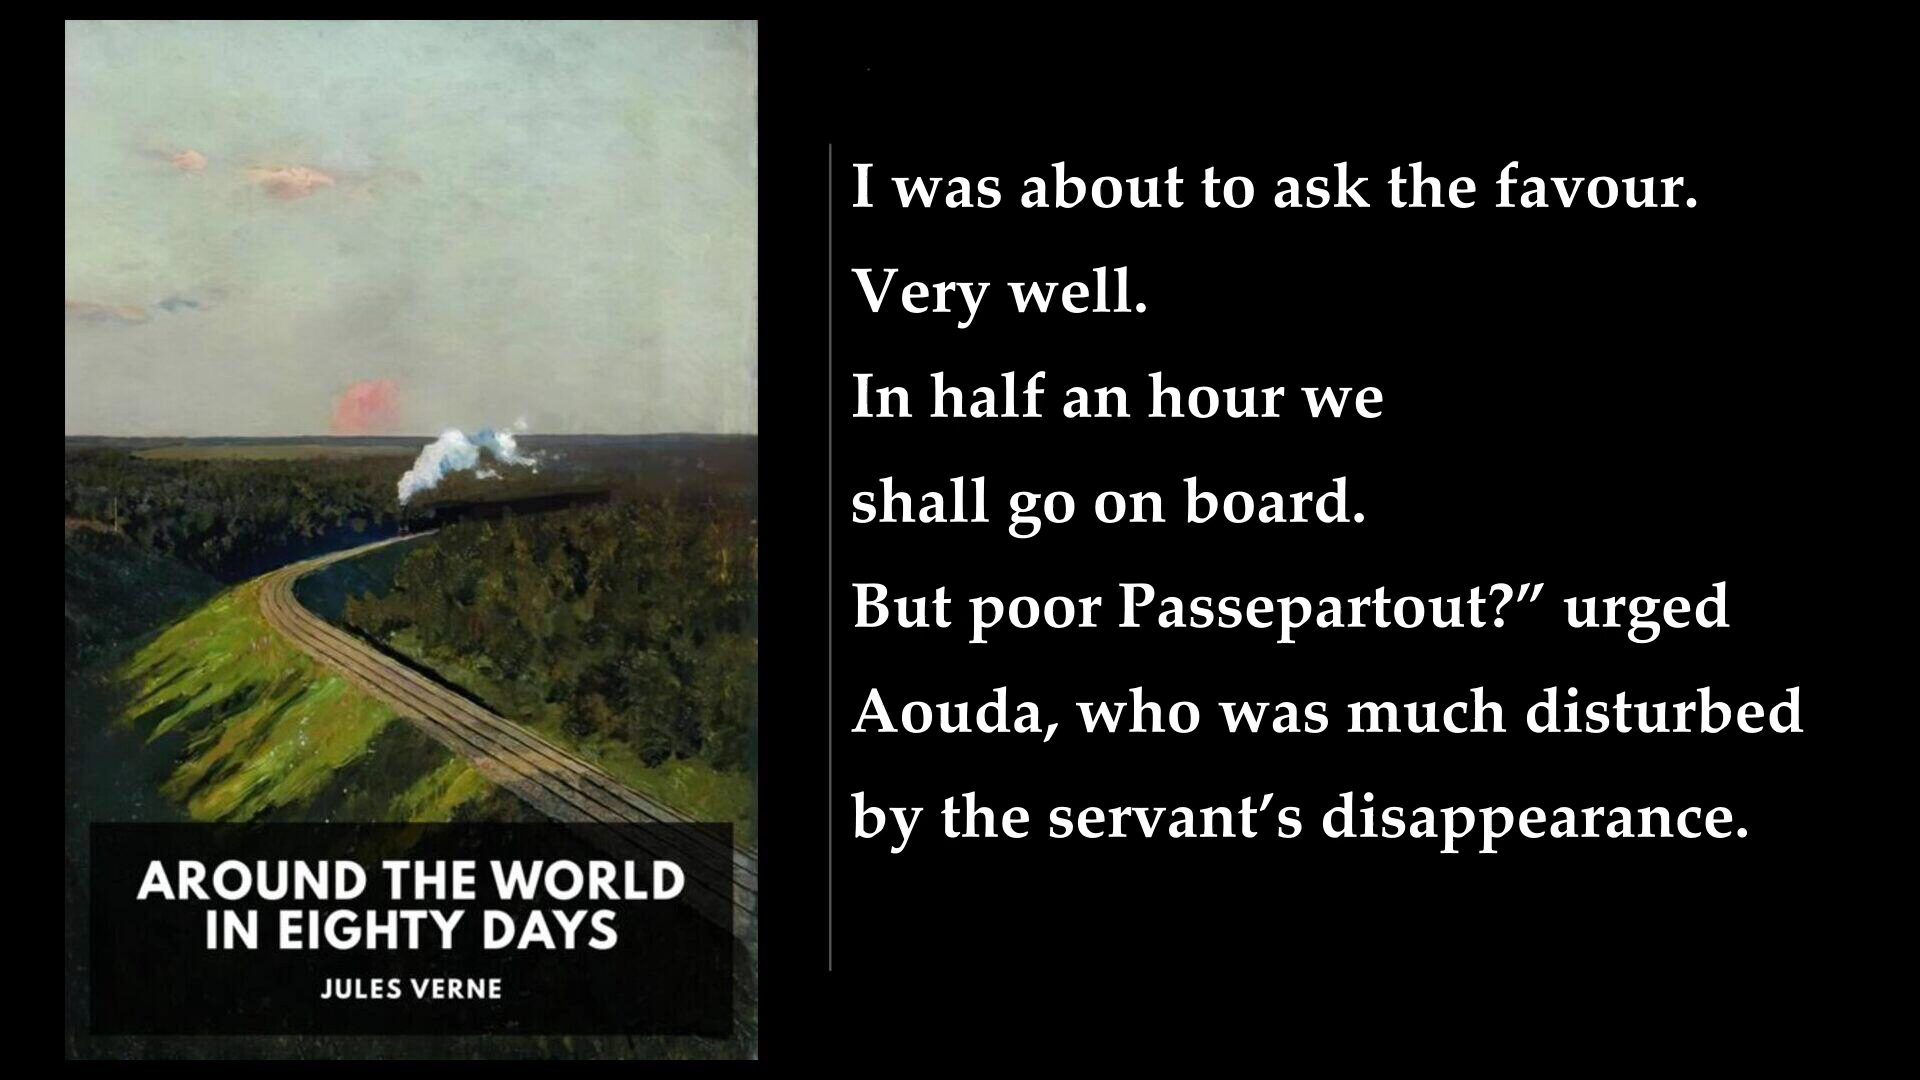 AROUND THE WORLD
IN EIGHTY DAYS
JULES VERNE
I was about to ask the favour.
Very well.
In half an hour we
shall go on board.
But poor Passepartout?” urged
Aouda, who was much disturbed
by the servant’s disappearance.